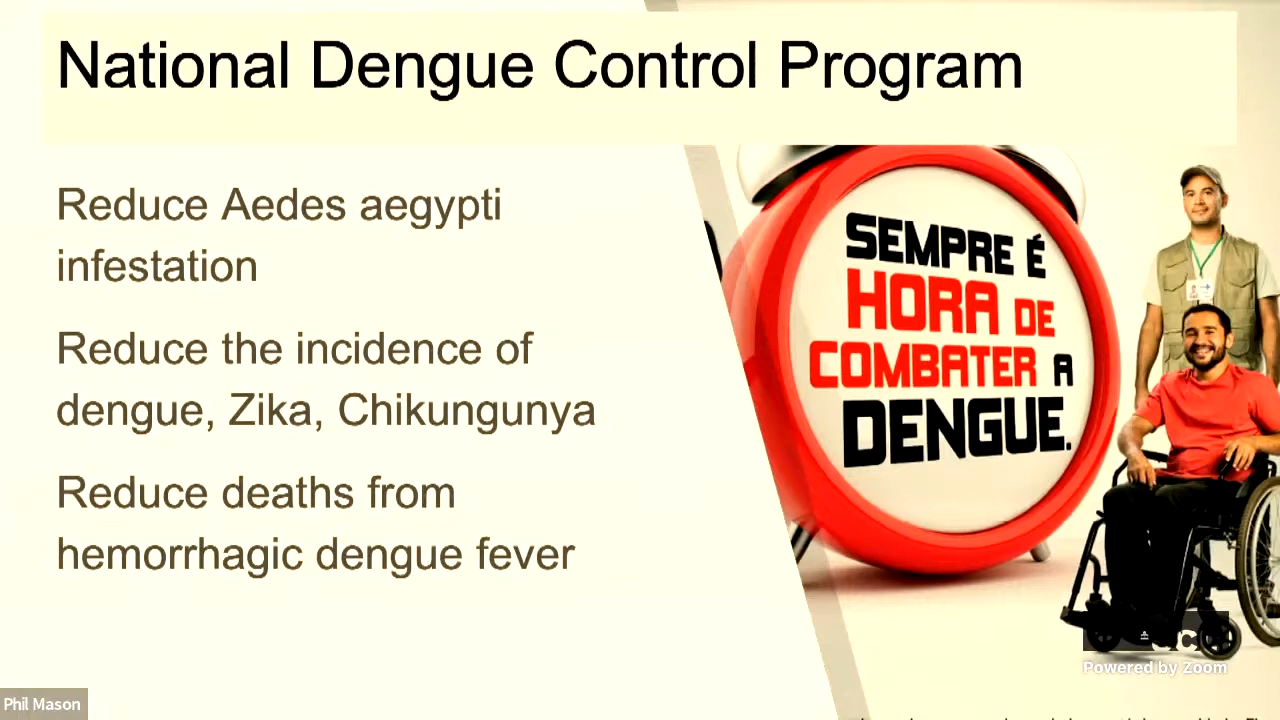 National Dengue Control Program
Reduce Aedes aegypti
infestation
Reduce the incidence of
dengue, Zika, Chikungunya
Reduce deaths from
hemorrhagic dengue fever
SEMPRE É
HORA DE
COMBATER A
DENGUE.
Powered by Zoom
Phil Mason